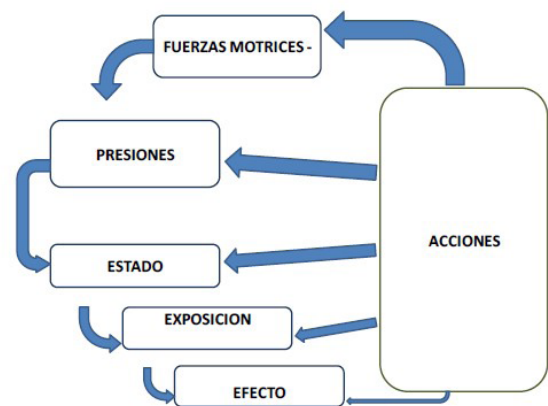 FUERZAS MOTRICES -
PRESIONES
ACCIONES
ESTADO
EXPOSICION
EFECTO